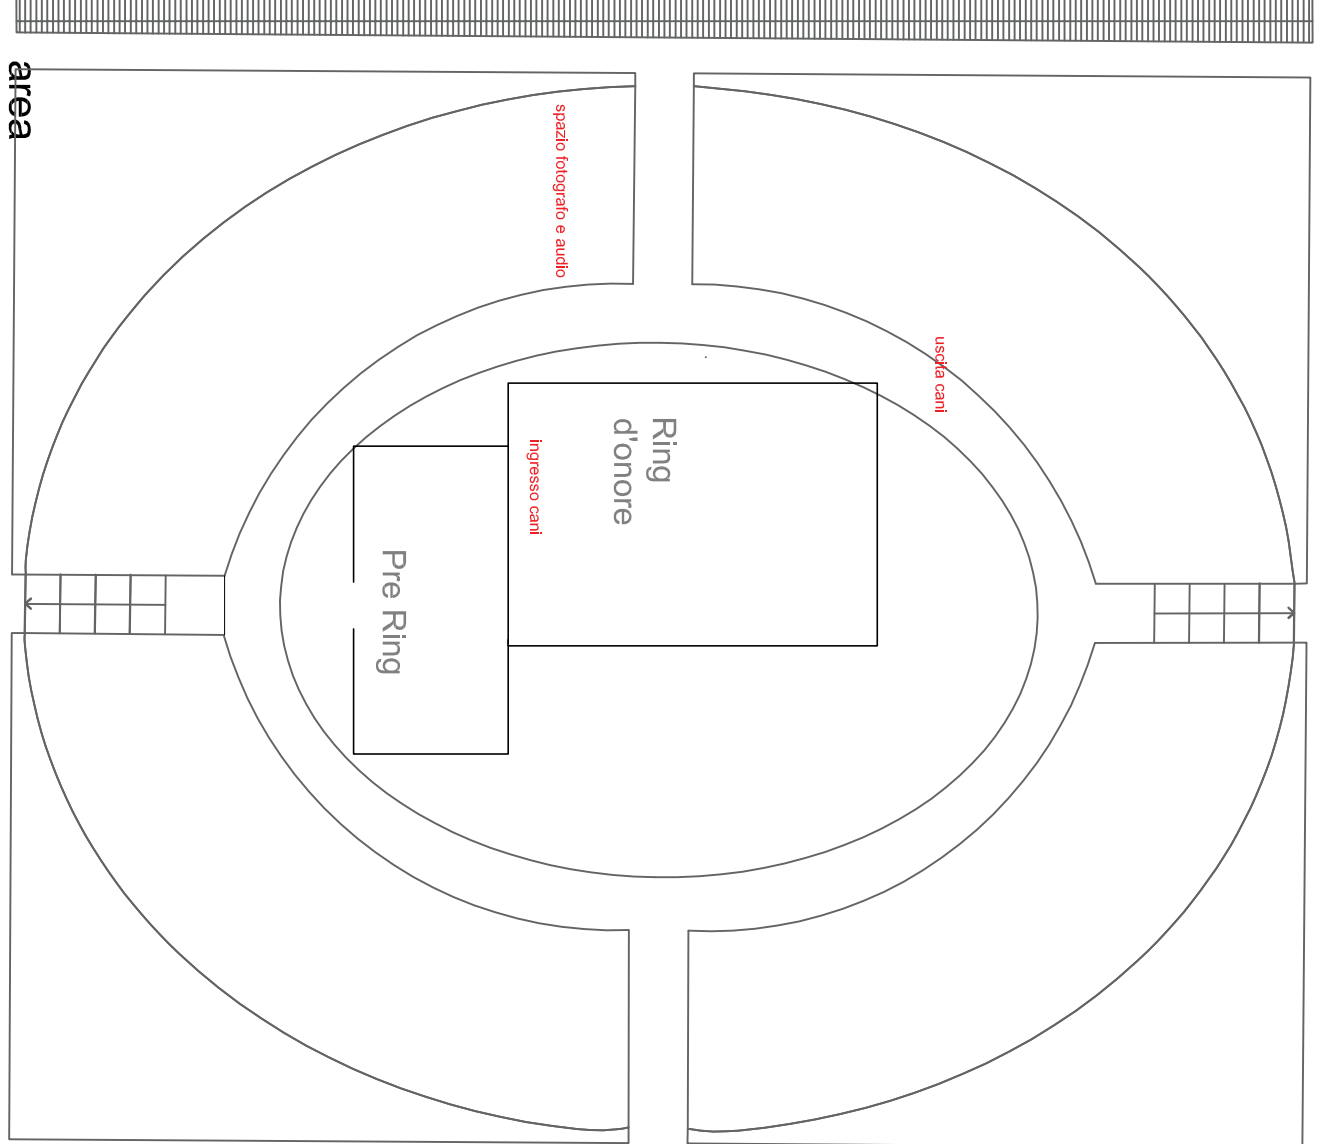 area
spazio fotografo e audio
uscita cani
Ring
d'onore
ingresso cani
Pre Ring